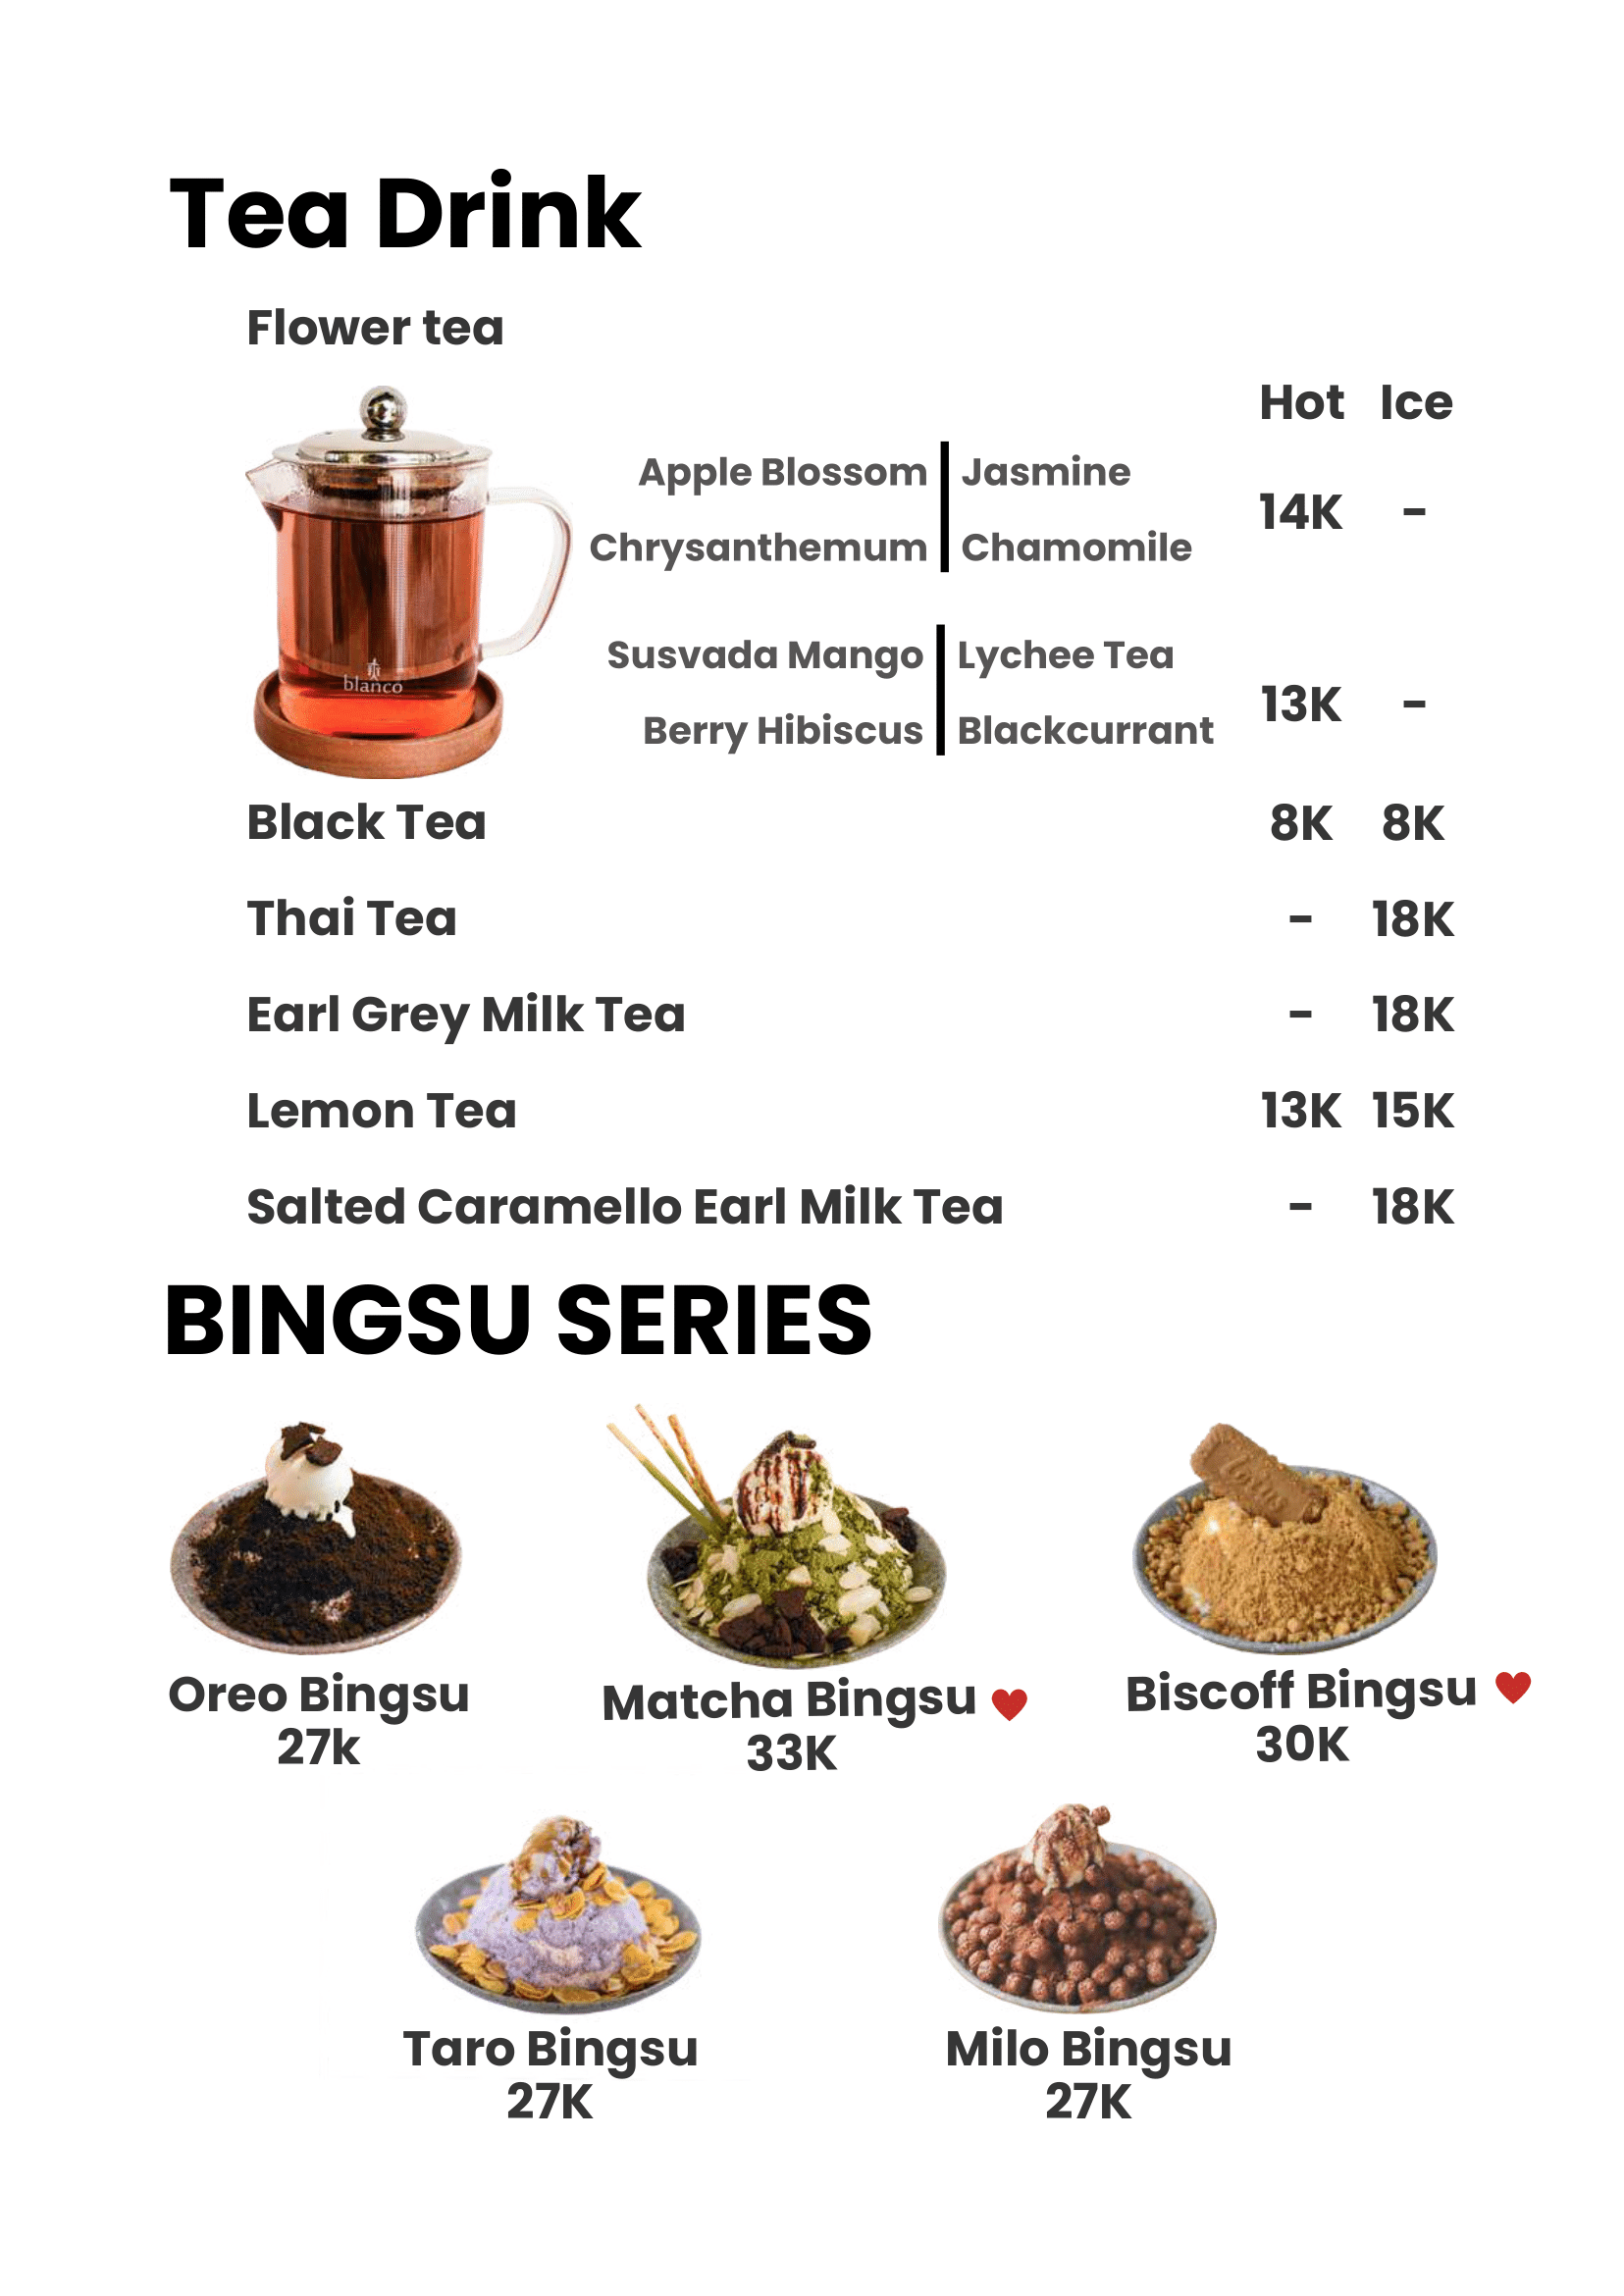 Tea Drink
Flower tea
Hot Ice
Apple Blossom Jasmine
14K -
Chrysanthemum Chamomile
Susvada Mango Lychee Tea
13K -
Berry Hibiscus Blackcurrant
blanco
Black Tea 8K 8K
Thai Tea - 18K
Earl Grey Milk Tea - 18K
Lemon Tea 13K 15K
Salted Caramello Earl Milk Tea - 18K
BINGSU SERIES
Lotus
Oreo Bingsu
27k
Matcha Bingsu
33K
Biscoff Bingsu
30K
Taro Bingsu
27K
Milo Bingsu
27K